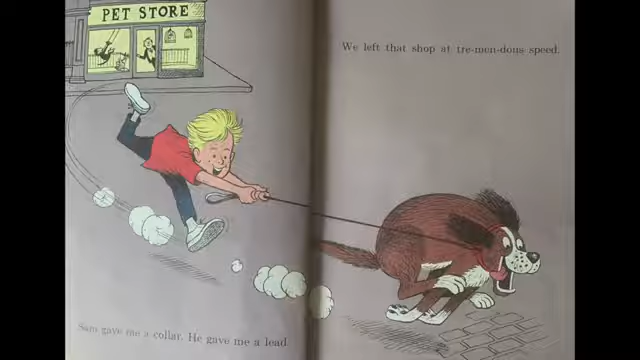 PET STORE
Sam gave me a collar. He gave me a lead
We left that shop at tre-men-dous speed.